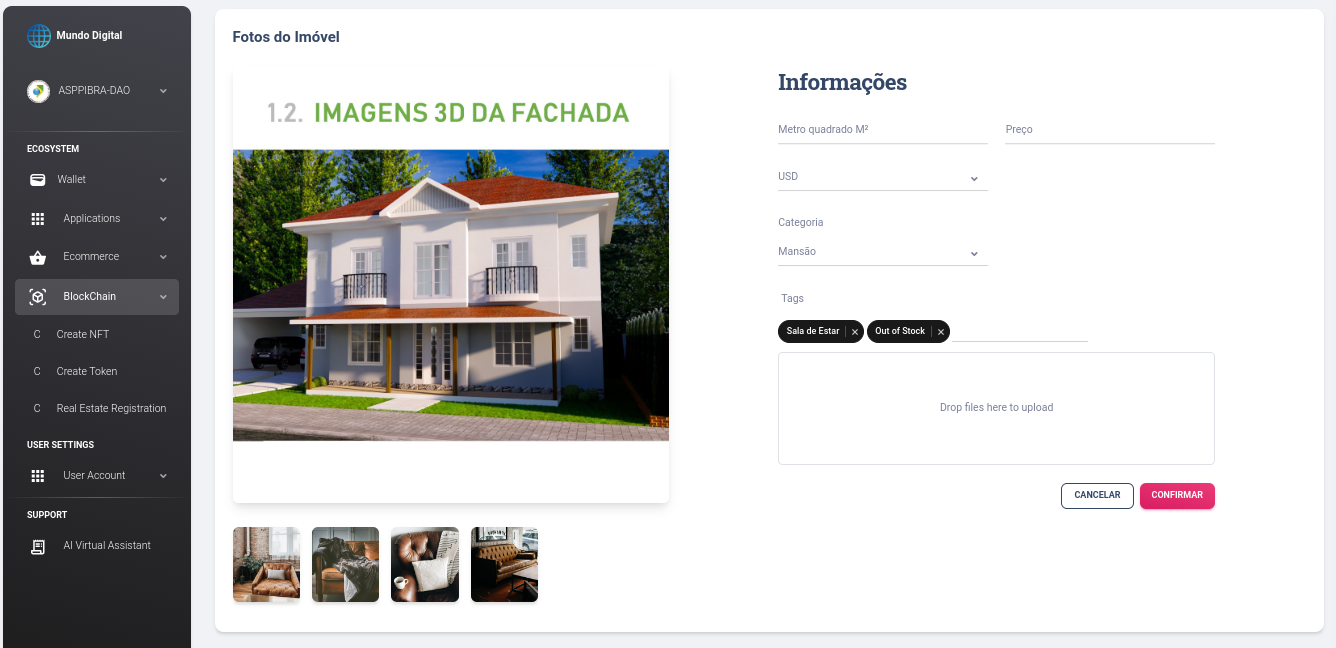 Mundo Digital
ASPPIBRA-DAO
ECOSYSTEM
Wallet
Applications
Ecommerce
BlockChain
C Create NFT
C Create Token
C Real Estate Registration
USER SETTINGS
User Account
SUPPORT
AI Virtual Assistant
Fotos do Imóvel
1.2. IMAGENS 3D DA FACHADA
Informações
Metro quadrado M² Preço
USD
Categoria
Mansão
Tags
Sala de Estar Out of Stock
Drop files here to upload
CANCELAR CONFIRMAR